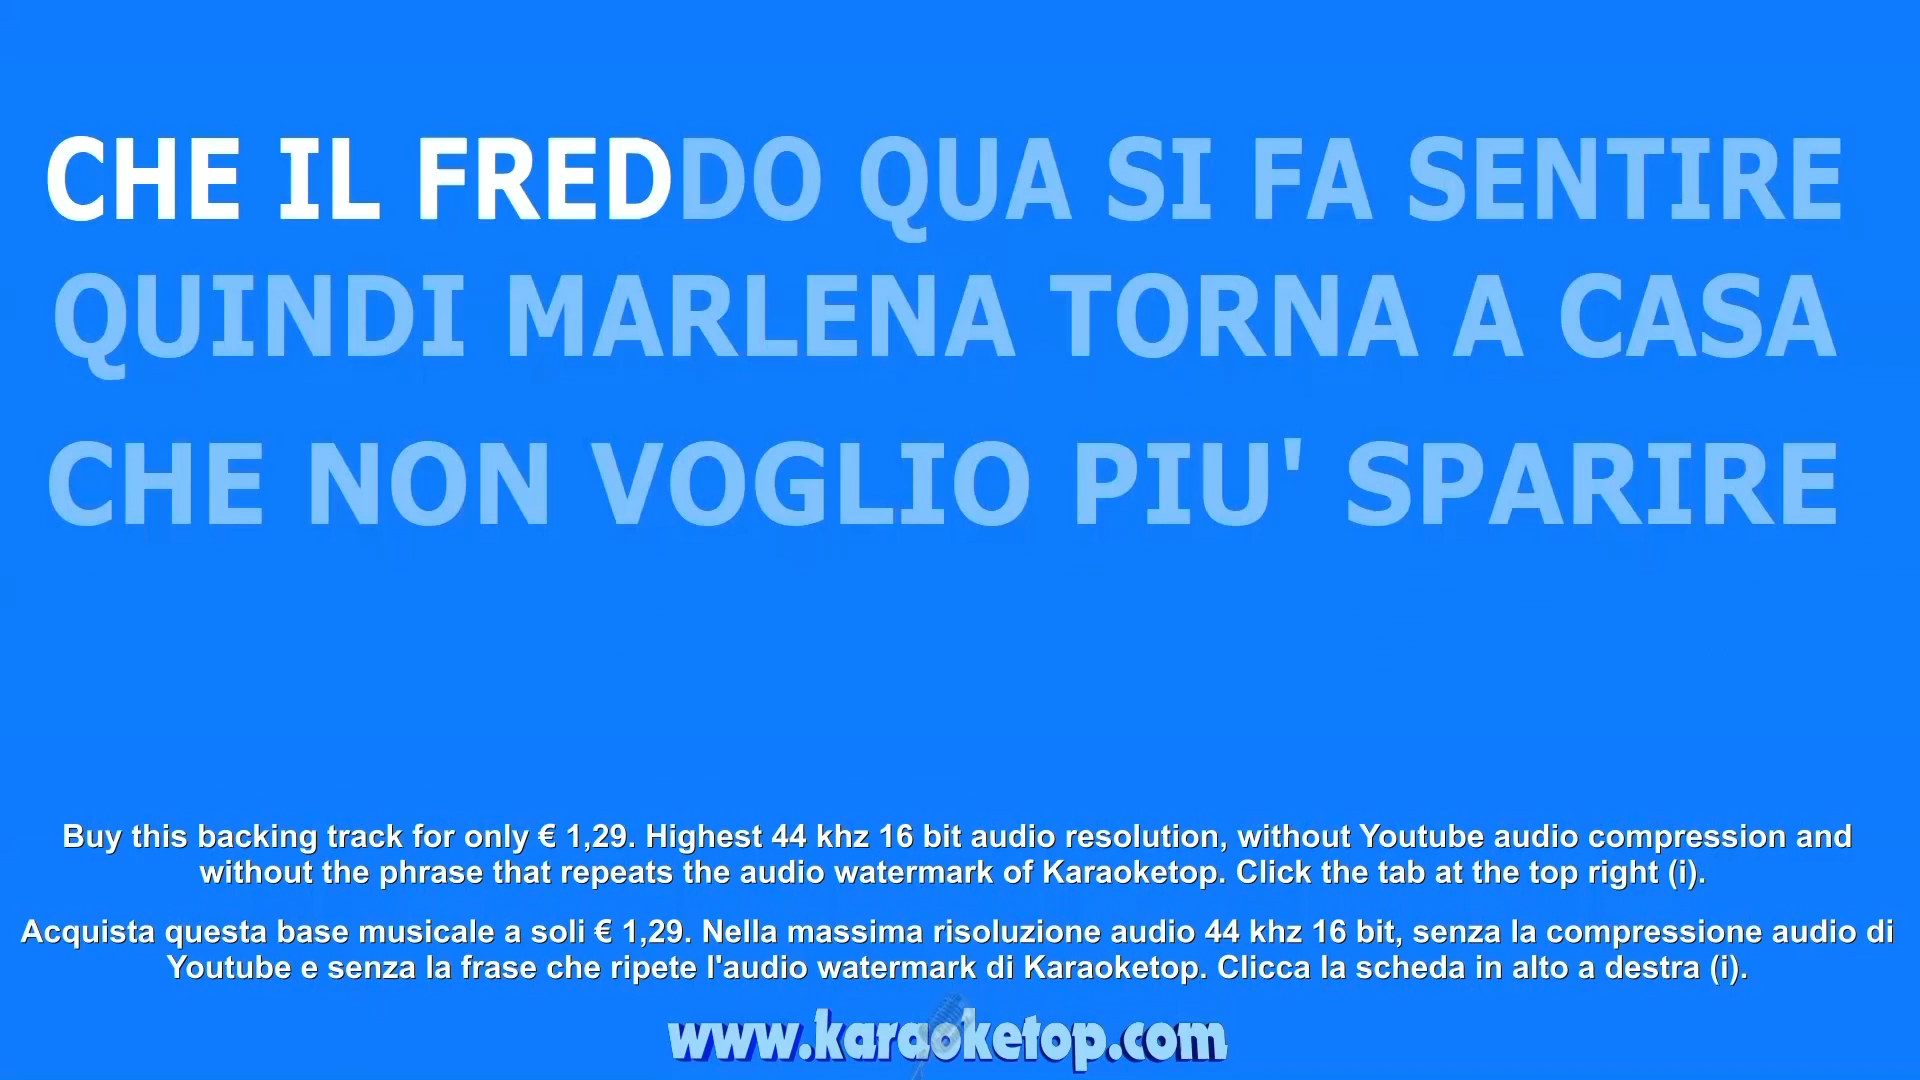 CHE IL FREDDO QUA SI FA SENTIRE
QUINDI MARLENA TORNA A CASA
CHE NON VOGLIO PIU' SPARIRE
Buy this backing track for only € 1,29. Highest 44 khz 16 bit audio resolution, without Youtube audio compression and
without the phrase that repeats the audio watermark of Karaoketop. Click the tab at the top right (i).
Acquista questa base musicale a soli € 1,29. Nella massima risoluzione audio 44 khz 16 bit, senza la compressione audio di
Youtube e senza la frase che ripete l'audio watermark di Karaoketop. Clicca la scheda in alto a destra (i).
www.karaoketop.com